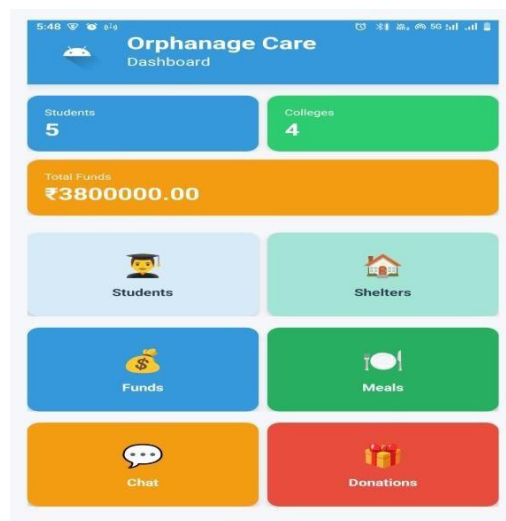 5:48
5G
Orphanage Care
Dashboard
Students
5
Colleges
4
Total Funds
₹3800000.00
Students
Shelters
Funds
Meals
Chat
Donations